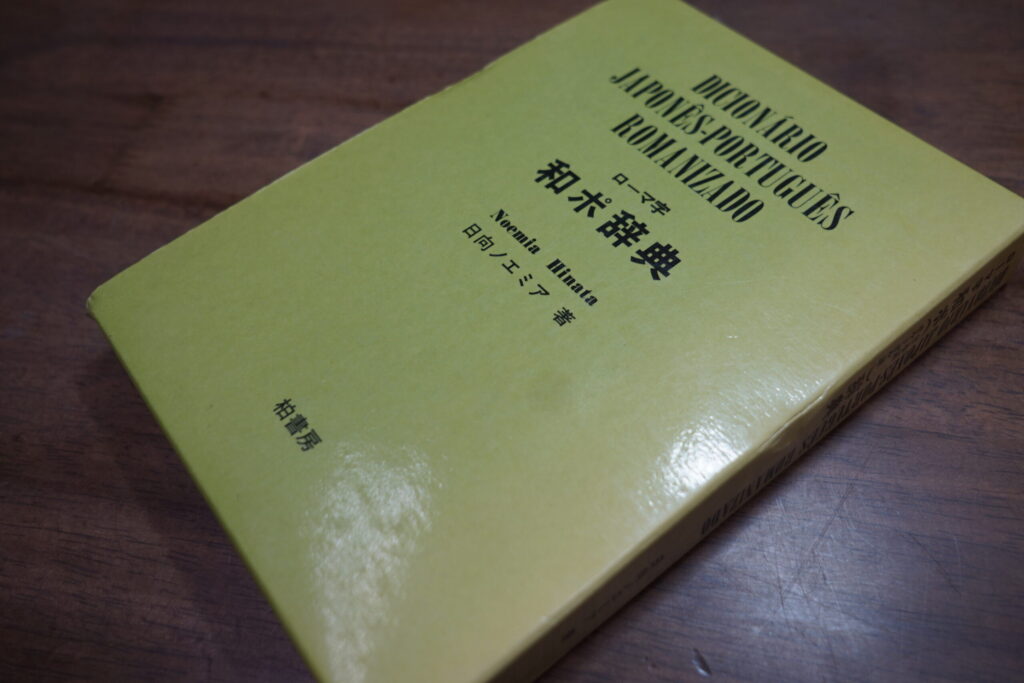 DICIONÁRIO
JAPONÊS-PORTUGUÊS
ROMANIZADO
ローマ字
和ポ辞典
Noemia Hinata
日向ノエミア 著
柏書房